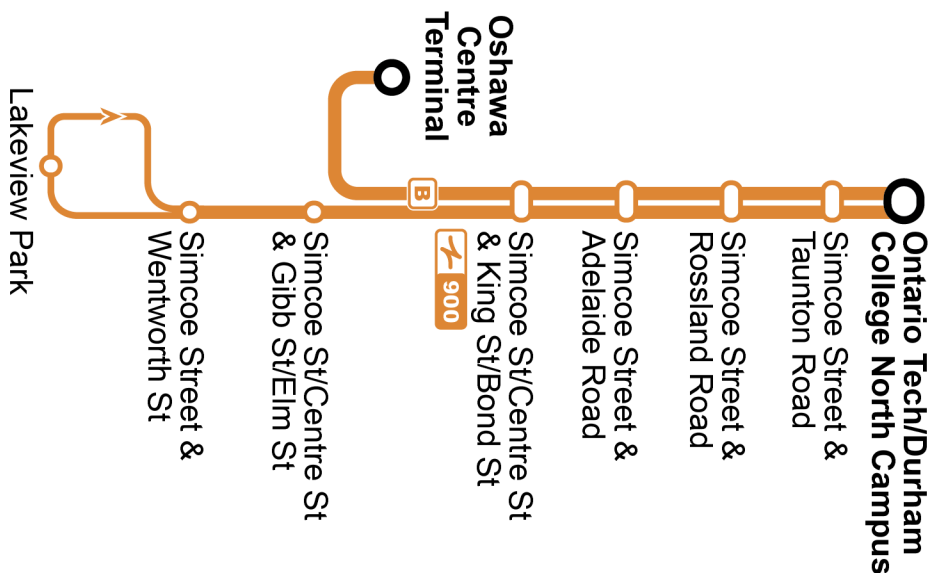 Ontario Tech/Durham
College North Campus
Simcoe Street &
Taunton Road
Simcoe Street &
Rossland Road
Simcoe Street &
Adelaide Road
Simcoe St/Centre St
& King St/Bond St
900
B
Oshawa
Centre
Terminal
Simcoe St/Centre St
& Gibb St/Elm St
Simcoe Street &
Wentworth St
Lakeview Park